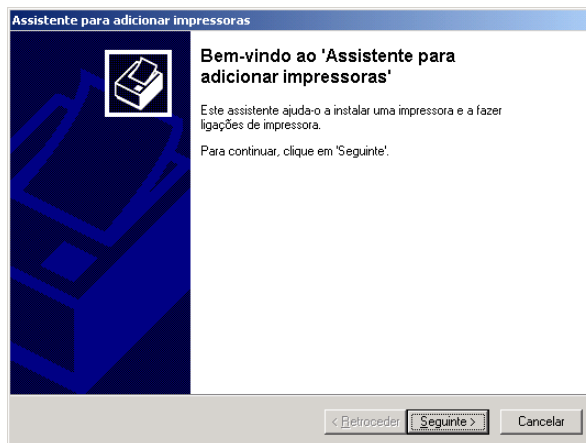 Assistente para adicionar impressoras
Bem-vindo ao 'Assistente para
adicionar impressoras'
Este assistente ajuda-o a instalar uma impressora e a fazer
ligações de impressora.
Para continuar, clique em 'Seguinte'.
< Retroceder Seguinte > Cancelar